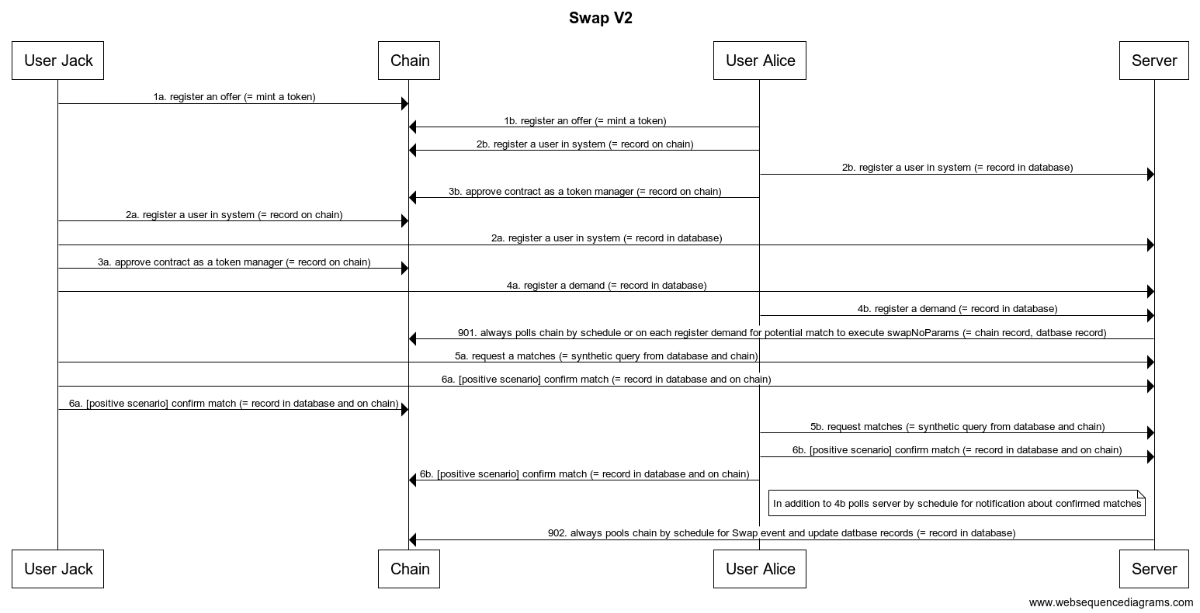 Swap V2
User Jack
Chain
User Alice
Server
1a. register an offer (= mint a token)
1b. register an offer (= mint a token)
2b. register a user in system (= record on chain)
2b. register a user in system (= record in database)
3b. approve contract as a token manager (= record on chain)
2a. register a user in system (= record on chain)
2a. register a user in system (= record in database)
3a. approve contract as a token manager (= record on chain)
4a. register a demand (= record in database)
4b. register a demand (= record in database)
901. always polls chain by schedule or on each register demand for potential match to execute swapNoParams (= chain record, datbase record)
5a. request a matches (= synthetic query from database and chain)
6a. [positive scenario] confirm match (= record in database and on chain)
6a. [positive scenario] confirm match (= record in database and on chain)
5b. request matches (= synthetic query from database and chain)
6b. [positive scenario] confirm match (= record in database and on chain)
6b. [positive scenario] confirm match (= record in database and on chain)
In addition to 4b polls server by schedule for notification about confirmed matches
902. always pools chain by schedule for Swap event and update datbase records (= record in database)
User Jack
Chain
User Alice
Server
www.websequencediagrams.com